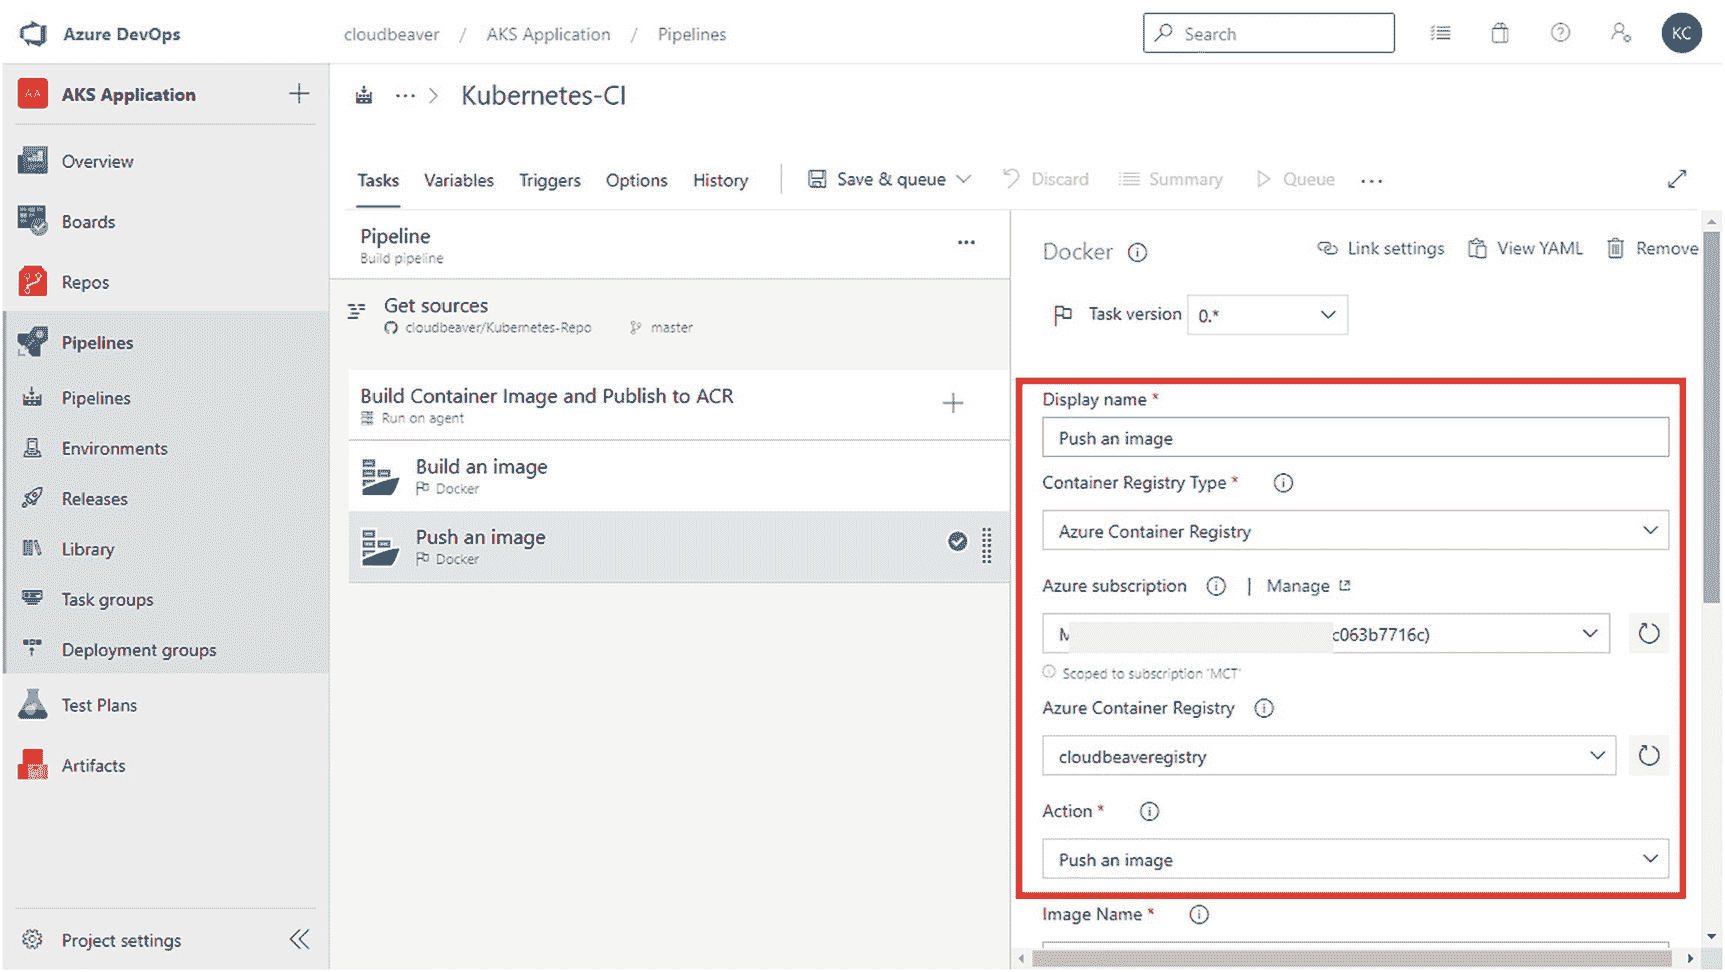 Azure DevOps
cloudbeaver / AKS Application / Pipelines
Search
KC
AA AKS Application
Overview
Boards
Repos
Pipelines
Pipelines
Environments
Releases
Library
Task groups
Deployment groups
Test Plans
Artifacts
Project settings
... > Kubernetes-CI
Tasks Variables Triggers Options History Save & queue Discard Summary Queue ...
Pipeline
Build pipeline
Get sources
cloudbeaver/Kubernetes-Repo master
Build Container Image and Publish to ACR
Run on agent
Build an image
Docker
Push an image
Docker
Docker Link settings View YAML Remove
Task version 0.*
Display name *
Push an image
Container Registry Type *
Azure Container Registry
Azure subscription | Manage
c063b7716c)
Scoped to subscription 'MCT'
Azure Container Registry
cloudbeaveregistry
Action *
Push an image
Image Name *